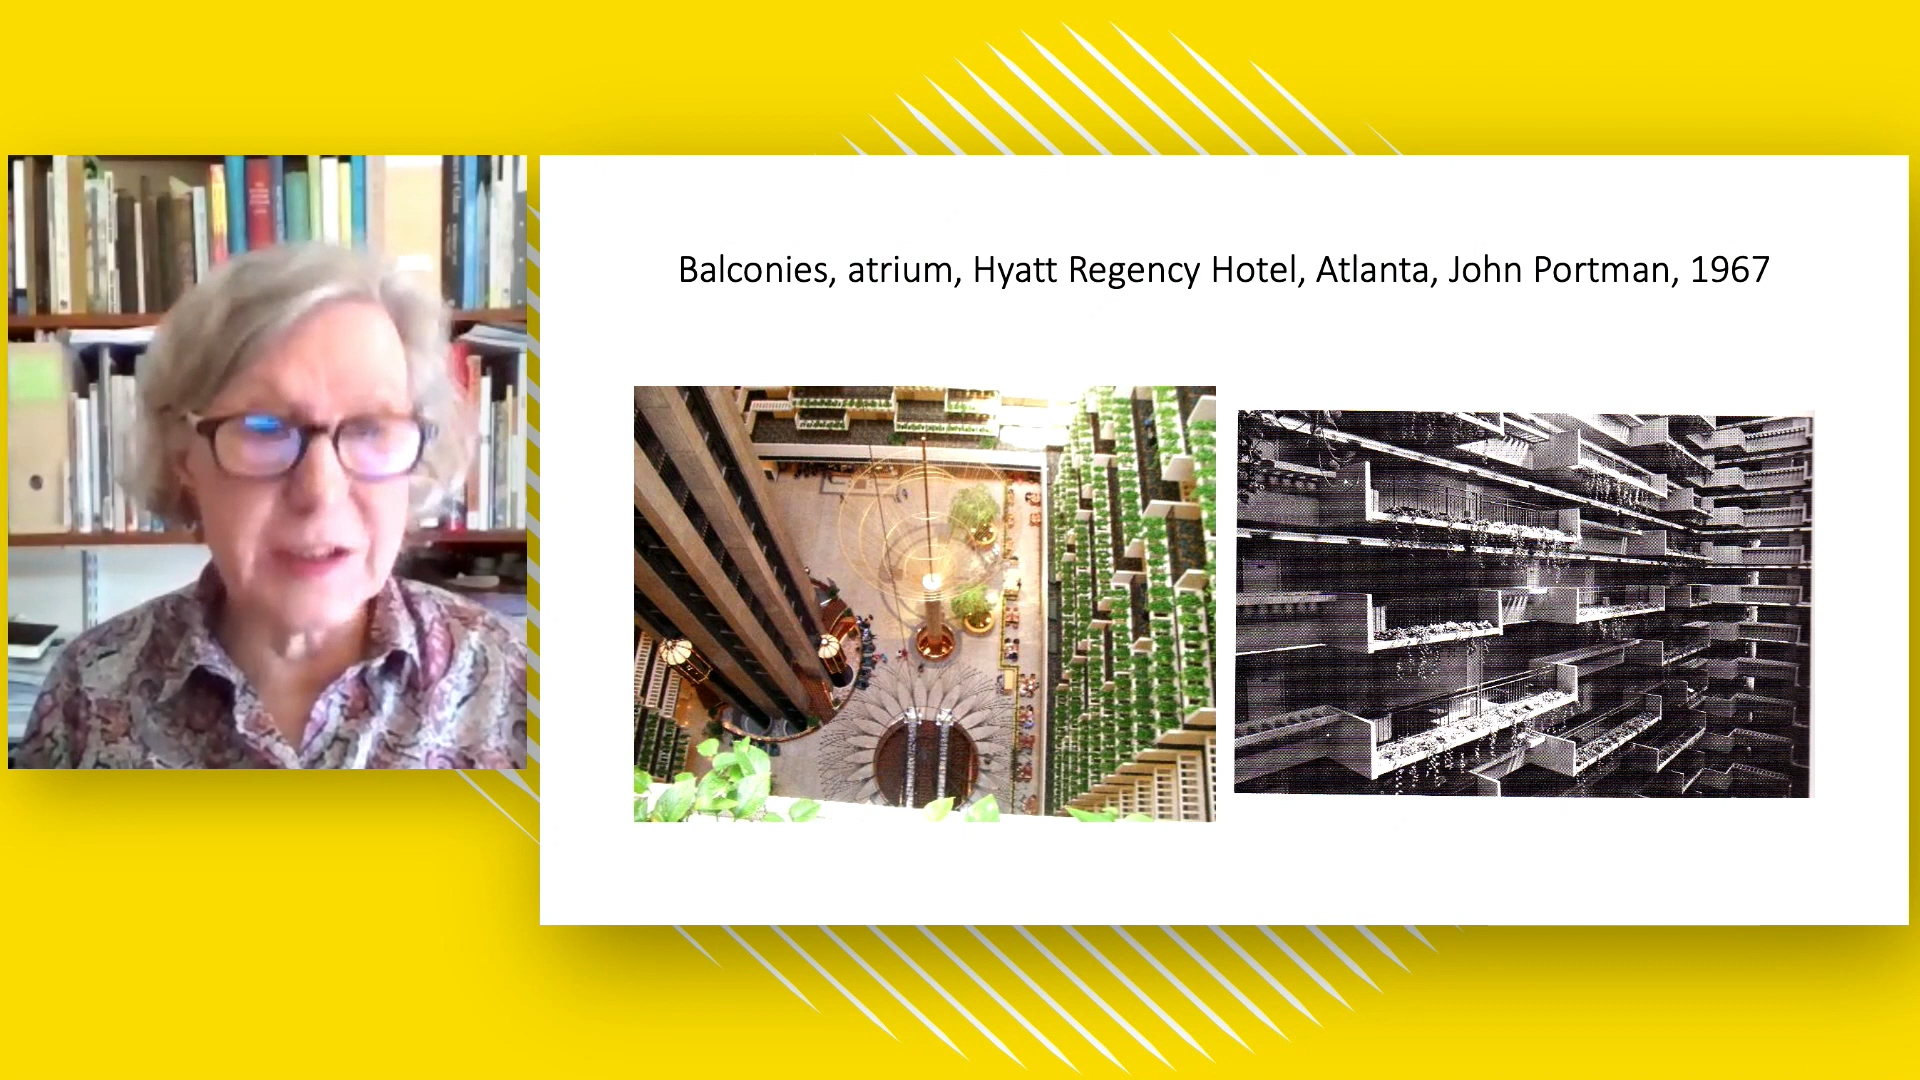 Balconies, atrium, Hyatt Regency Hotel, Atlanta, John Portman, 1967